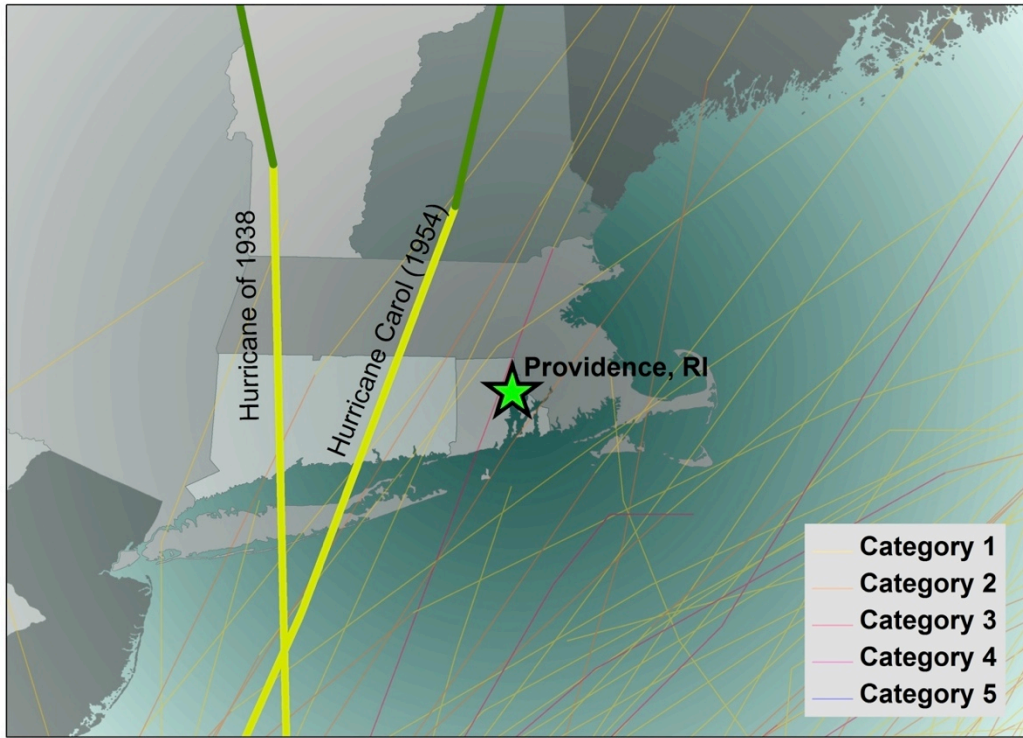 Hurricane of 1938
Hurricane Carol (1954)
Providence, RI
Category 1
Category 2
Category 3
Category 4
Category 5